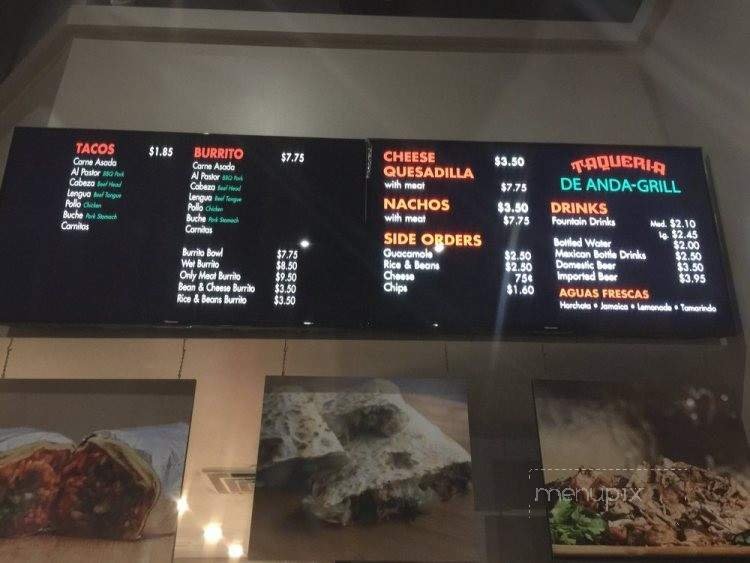 TACOS $1.85
Carne Asada
Al Pastor BBQ Pork
Cabeza Beef Head
Lengua Beef Tongue
Pollo Chicken
Buche Pork Stomach
Carnitas
BURRITO $7.75
Carne Asada
Al Pastor BBQ Pork
Cabeza Beef Head
Lengua Beef Tongue
Pollo Chicken
Buche Pork Stomach
Carnitas
Burrito Bowl $7.75
Wet Burrito $8.50
Only Meat Burrito $9.50
Bean & Cheese Burrito $3.50
Rice & Beans Burrito $3.50
CHEESE $3.50
QUESADILLA
with meat $7.75
NACHOS $3.50
with meat $7.75
SIDE ORDERS
Guacamole $2.50
Rice & Beans $2.50
Cheese 75¢
Chips $1.60
TAQUERIA
DE ANDA-GRILL
DRINKS
Fountain Drinks Med. $2.10
Lg. $2.45
Bottled Water $2.00
Mexican Bottle Drinks $2.50
Domestic Beer $3.50
Imported Beer $3.95
AGUAS FRESCAS
Horchata • Jamaica • Lemonade • Tamarindo
menupix